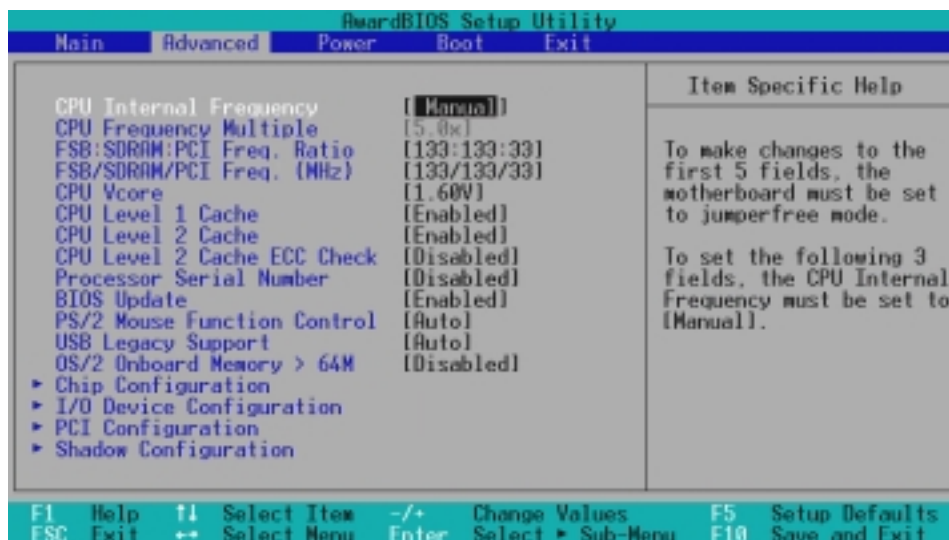 AwardBIOS Setup Utility
Main Advanced Power Boot Exit
Item Specific Help
CPU Internal Frequency [ Manual]
CPU Frequency Multiple [5.0x]
FSB:SDRAM:PCI Freq. Ratio [133:133:33]
FSB/SDRAM/PCI Freq. (MHz) [133/133/33]
CPU Vcore [1.60V]
CPU Level 1 Cache [Enabled]
CPU Level 2 Cache [Enabled]
CPU Level 2 Cache ECC Check [Disabled]
Processor Serial Number [Disabled]
BIOS Update [Enabled]
PS/2 Mouse Function Control [Auto]
USB Legacy Support [Auto]
OS/2 Onboard Memory > 64M [Disabled]
► Chip Configuration
► I/O Device Configuration
► PCI Configuration
► Shadow Configuration
To make changes to the
first 5 fields, the
motherboard must be set
to jumperfree mode.
To set the following 3
fields, the CPU Internal
Frequency must be set to
[Manual].
F1 Help ↑↓ Select Item -/+ Change Values F5 Setup Defaults
ESC Exit ↔ Select Menu Enter Select ► Sub-Menu F10 Save and Exit